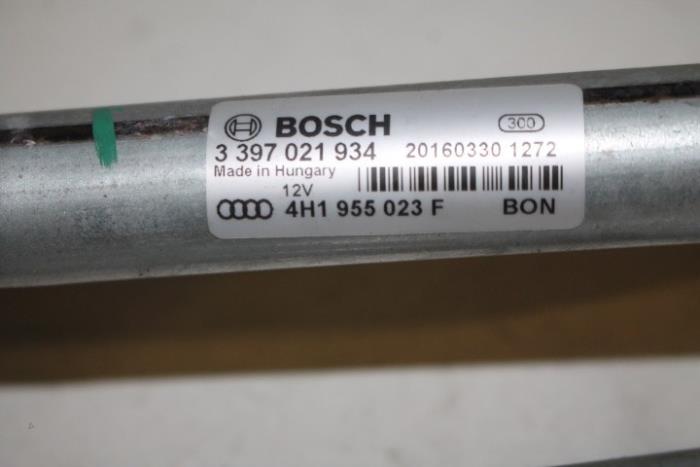 BOSCH 300
3 397 021 934 20160330 1272
Made in Hungary
12V
4H1 955 023 F BON